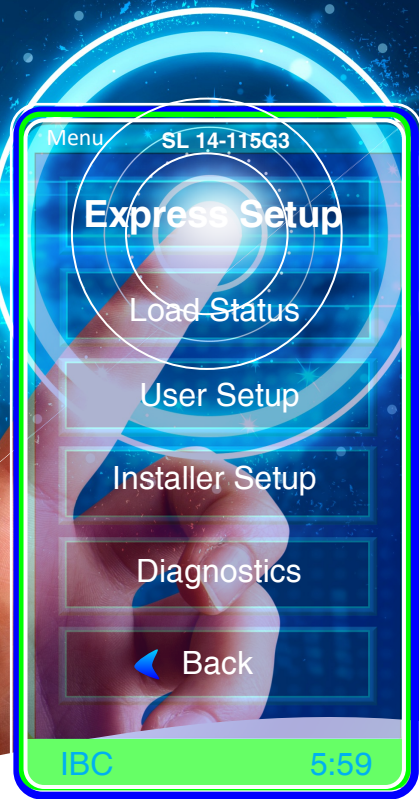 Menu SL 14-115G3
Express Setup
Load Status
User Setup
Installer Setup
Diagnostics
Back
IBC 5:59